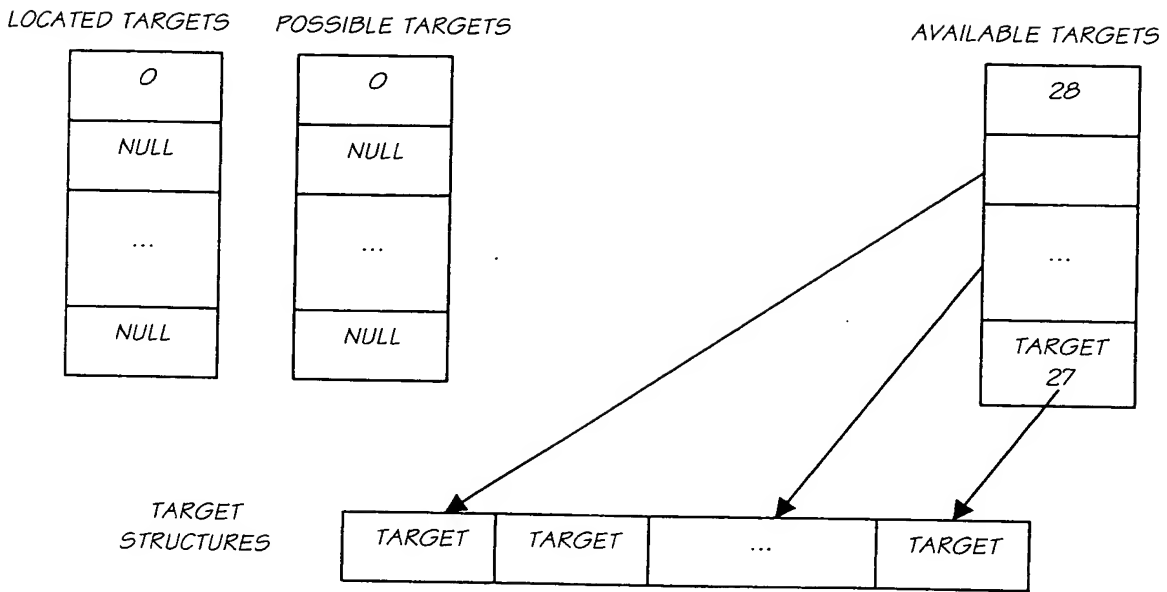 LOCATED TARGETS
0
NULL
...
NULL
POSSIBLE TARGETS
0
NULL
...
NULL
AVAILABLE TARGETS
28
...
TARGET
27
TARGET
STRUCTURES
TARGET
TARGET
...
TARGET